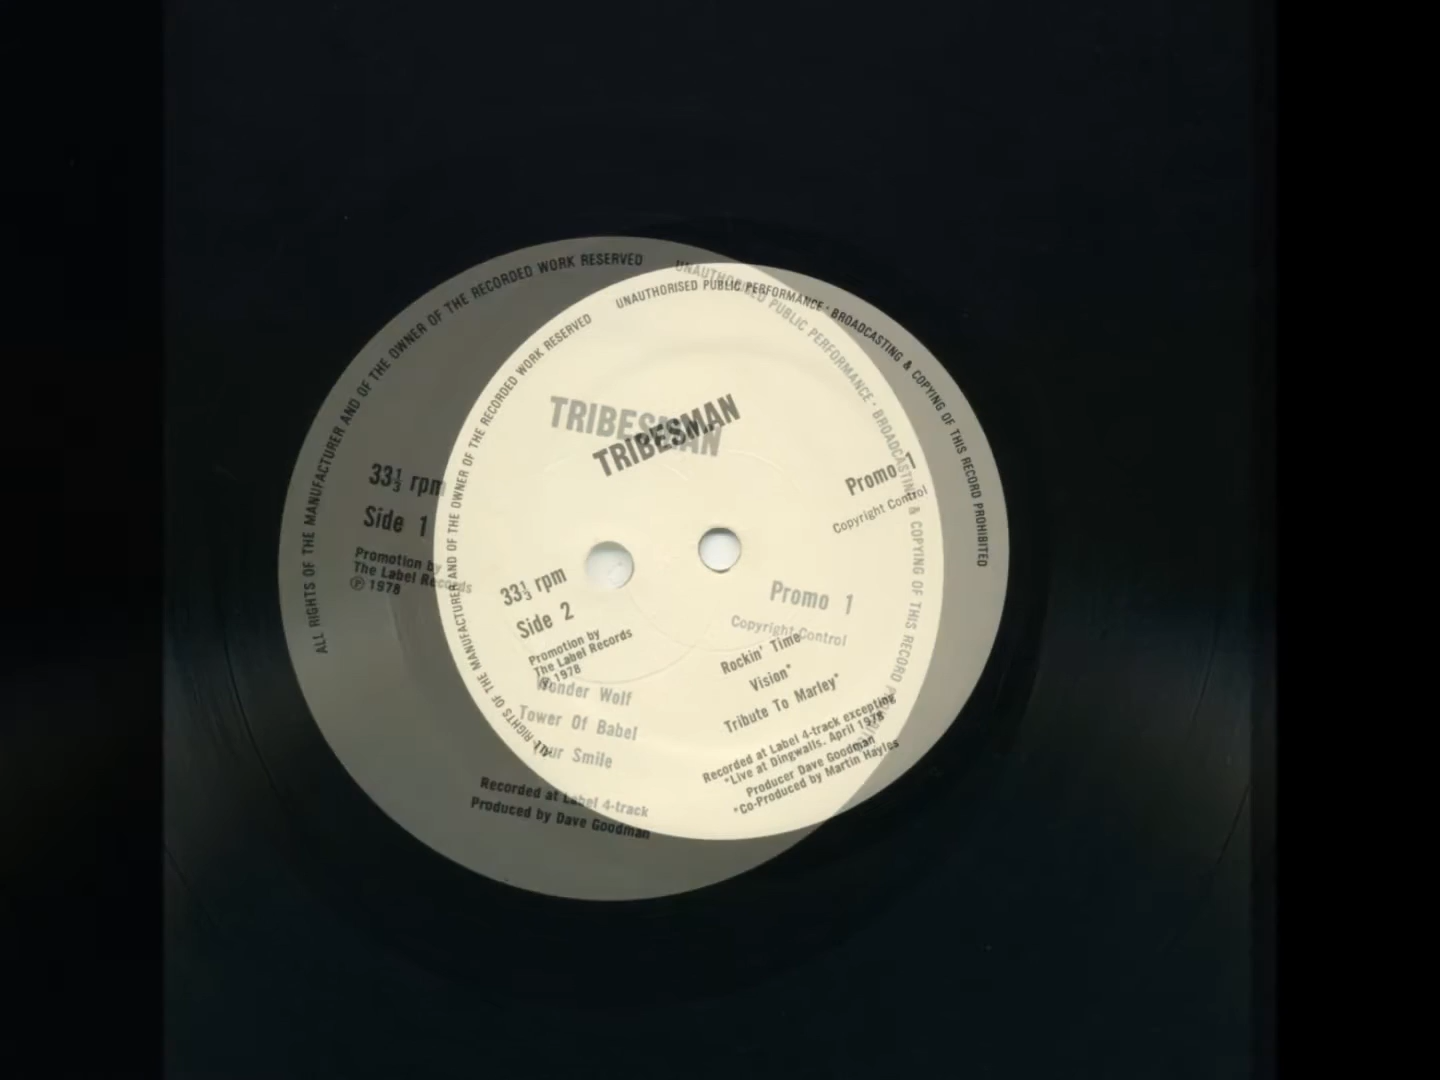 ALL RIGHTS OF THE MANUFACTURER AND OF THE OWNER OF THE RECORDED WORK RESERVED UNAUTHORISED PUBLIC PERFORMANCE · BROADCASTING & COPYING OF THIS RECORD PROHIBITED
TRIBESMAN
33⅓ rpm
Side 1
Promotion by
The Label Records
℗ 1978
Promo 1
Copyright Control
Wonder Wolf
Tower Of Babel
Your Smile
Recorded at Label 4-track
Produced by Dave Goodman
ALL RIGHTS OF THE MANUFACTURER AND OF THE OWNER OF THE RECORDED WORK RESERVED UNAUTHORISED PUBLIC PERFORMANCE · BROADCASTING & COPYING OF THIS RECORD PROHIBITED
TRIBESMAN
Promo 1
Copyright Control
33⅓ rpm
Side 2
Promotion by
The Label Records
℗ 1978
Rockin' Time
Vision*
Tribute To Marley*
Recorded at Label 4-track excepting
*Live at Dingwalls. April 1978
Producer Dave Goodman
*Co-Produced by Martin Hayles